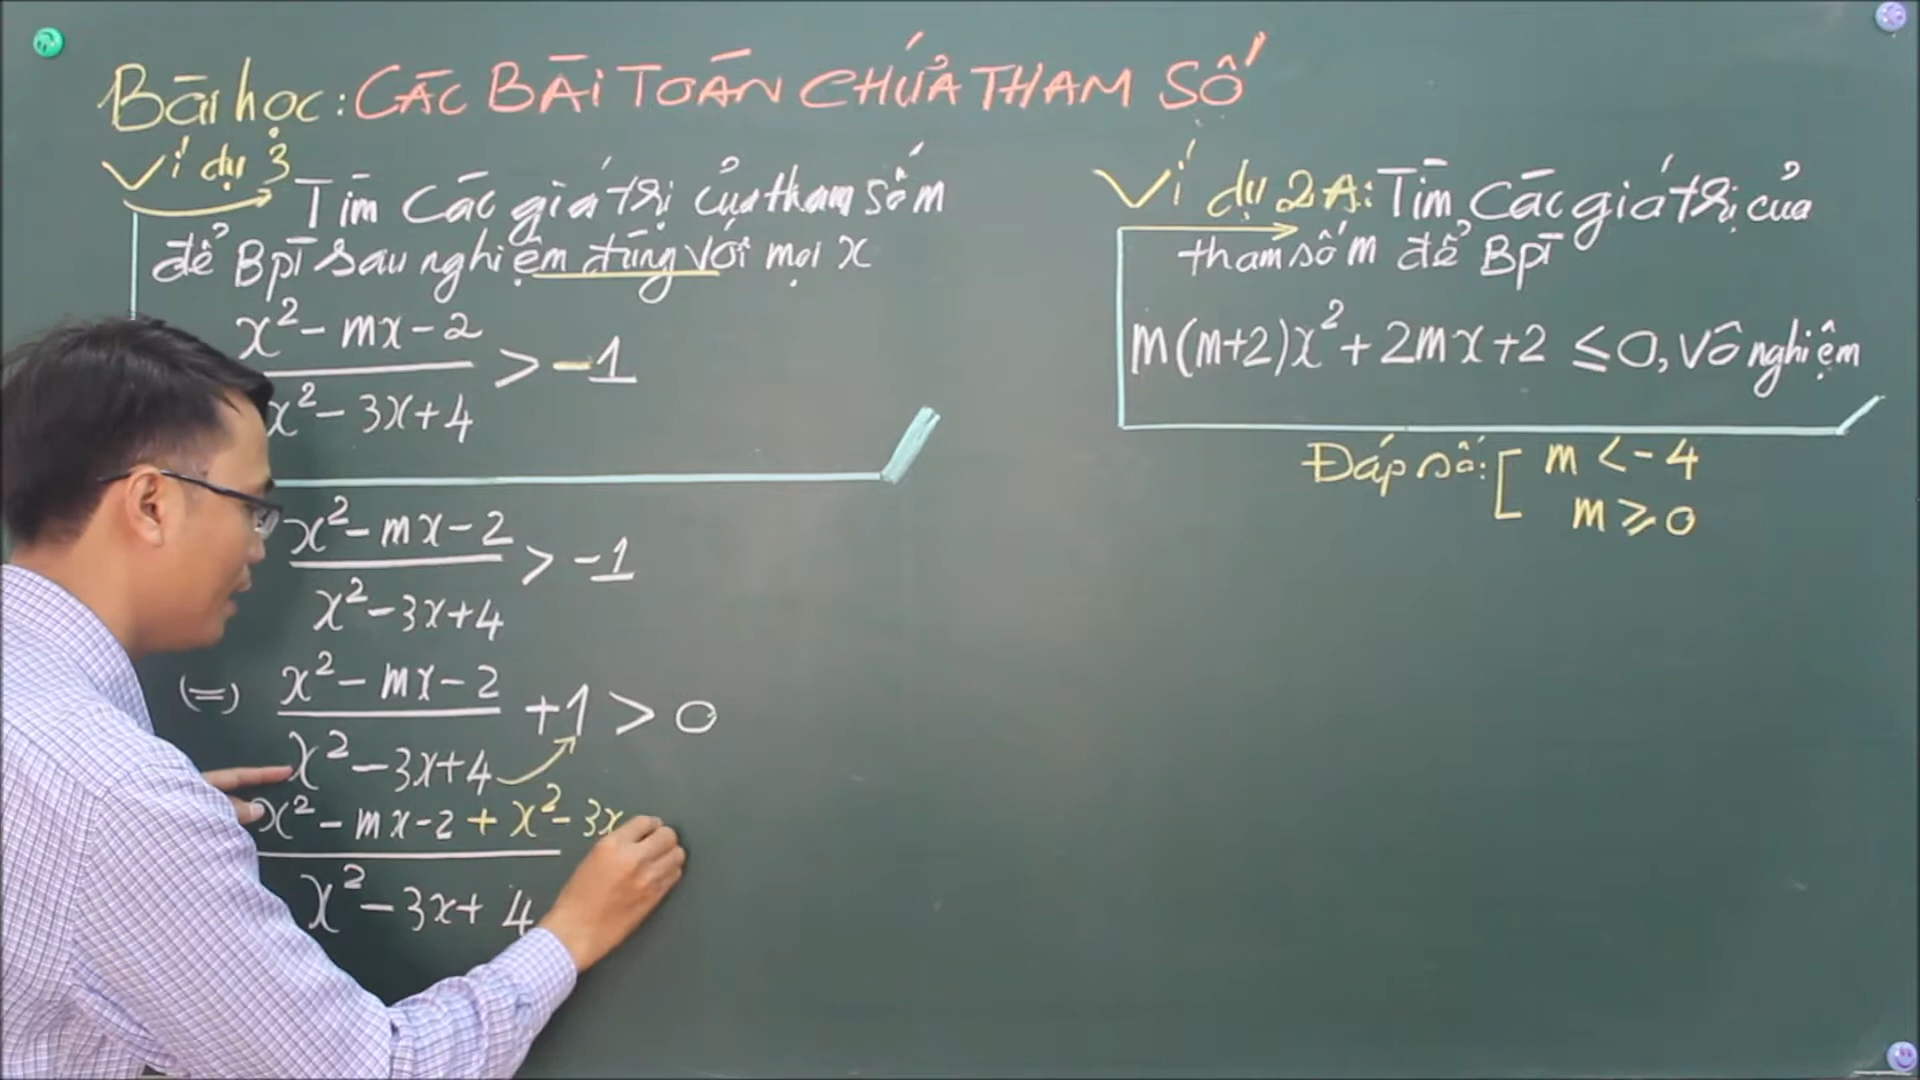 Bài học: CÁC BÀI TOÁN CHỨA THAM SỐ
Ví dụ 3 Tìm các giá trị của tham số m
để Bpt sau nghiệm đúng với mọi x
x² - mx - 2
x² - 3x + 4
> -1
x² - mx - 2
x² - 3x + 4
> -1
(=) x² - mx - 2
x² - 3x + 4
+1 > 0
x² - mx - 2 + x² - 3x
x² - 3x + 4
Ví dụ 2A: Tìm các giá trị của
tham số m để Bpt
m(m+2)x² + 2mx + 2 ≤ 0, vô nghiệm
Đáp số: [ m < -4
m ≥ 0